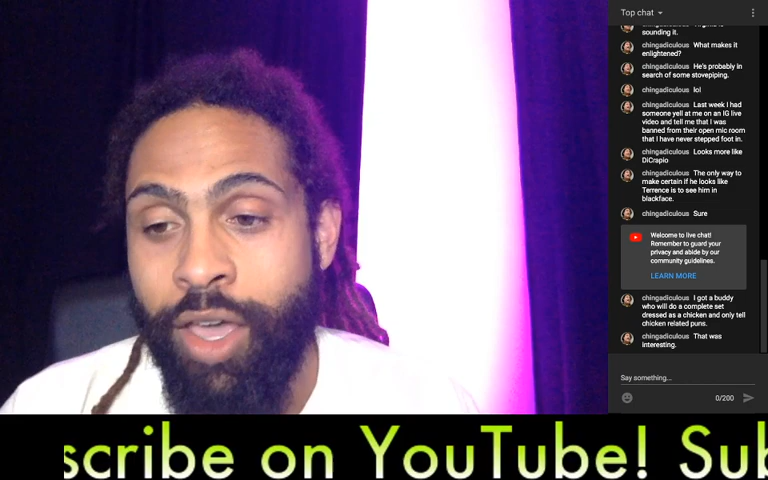 Top chat
sounding it.
chingadiculous What makes it
enlightened?
chingadiculous He's probably in
search of some stovepiping.
chingadiculous lol
chingadiculous Last week I had
someone yell at me on an IG live
video and tell me that I was
banned from their open mic room
that I have never stepped foot in.
chingadiculous Looks more like
DiCrapio
chingadiculous The only way to
make certain if he looks like
Terrence is to see him in
blackface.
chingadiculous Sure
Welcome to live chat!
Remember to guard your
privacy and abide by our
community guidelines.
LEARN MORE
chingadiculous I got a buddy
who will do a complete set
dressed as a chicken and only tell
chicken related puns.
chingadiculous That was
interesting.
Say something...
0/200
scribe on YouTube! Sub